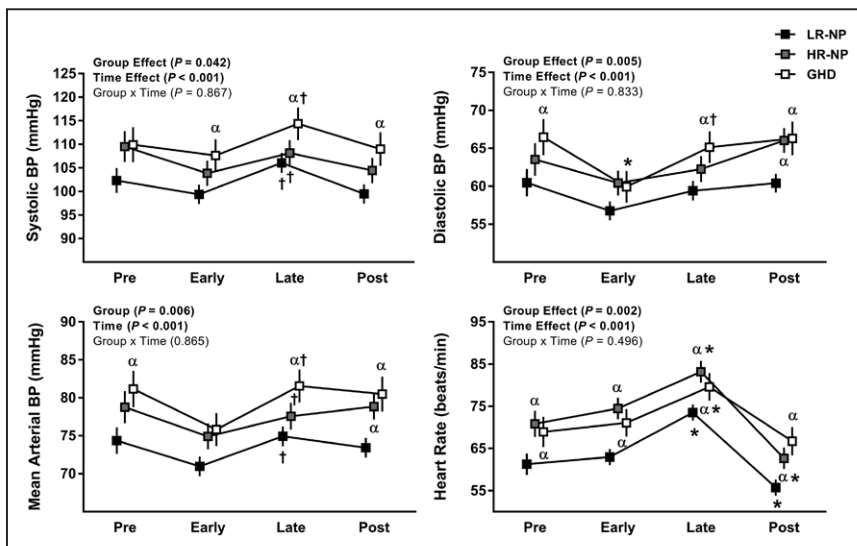 LR-NP
HR-NP
GHD
Group Effect (P = 0.042)
Time Effect (P < 0.001)
Group x Time (P = 0.867)
Systolic BP (mmHg)
125
120
115
110
105
100
95
90
α
α†
α
† †
Pre Early Late Post
Group Effect (P = 0.005)
Time Effect (P < 0.001)
Group x Time (P = 0.833)
Diastolic BP (mmHg)
75
70
65
60
55
α
*
α†
α
α
Pre Early Late Post
Group (P = 0.006)
Time (P < 0.001)
Group x Time (0.865)
Mean Arterial BP (mmHg)
90
85
80
75
70
α
α†
†
†
α
α
Pre Early Late Post
Group Effect (P = 0.002)
Time Effect (P < 0.001)
Group x Time (P = 0.496)
Heart Rate (beats/min)
95
85
75
65
55
α
α
α
α
α *
α *
*
α
α *
*
Pre Early Late Post